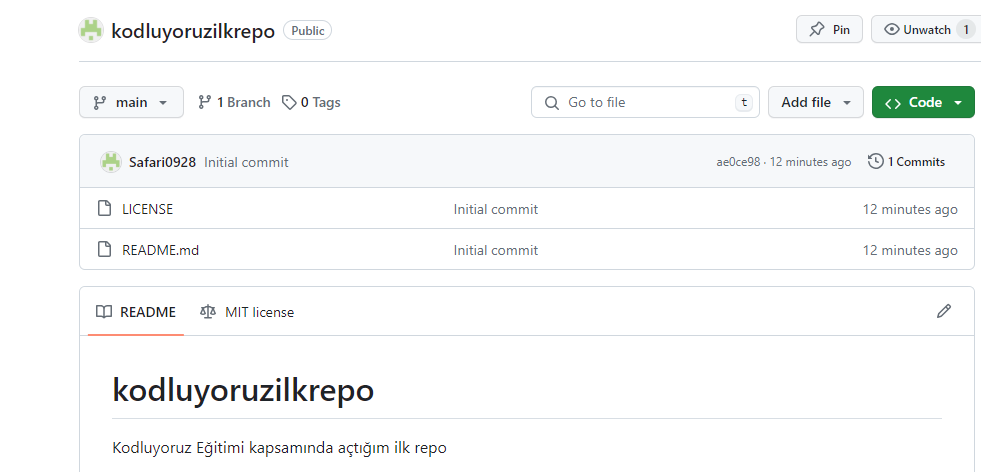 kodluyoruzilkrepo Public Pin Unwatch 1
main 1 Branch 0 Tags Go to file t Add file <> Code
Safari0928 Initial commit ae0ce98 · 12 minutes ago 1 Commits
LICENSE Initial commit 12 minutes ago
README.md Initial commit 12 minutes ago
README MIT license
kodluyoruzilkrepo
Kodluyoruz Eğitimi kapsamında açtığım ilk repo